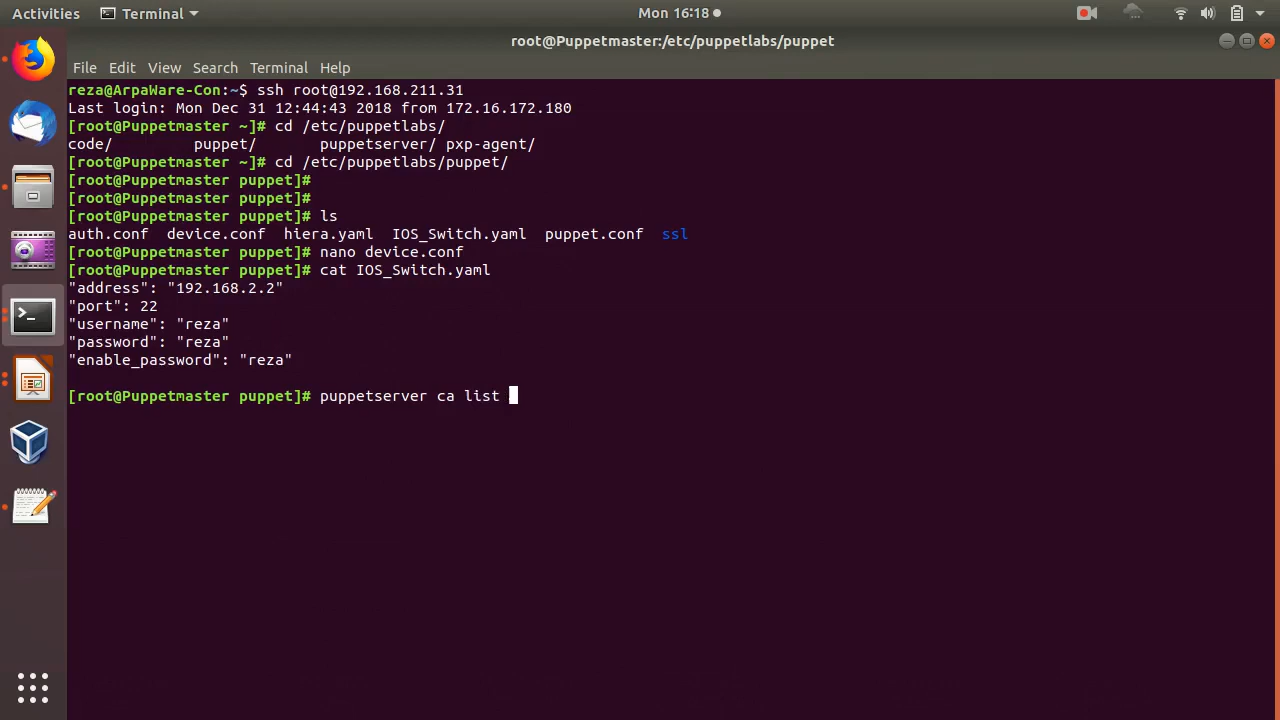 Activities Terminal Mon 16:18
root@Puppetmaster:/etc/puppetlabs/puppet
File Edit View Search Terminal Help
reza@ArpaWare-Con:~$ ssh root@192.168.211.31
Last login: Mon Dec 31 12:44:43 2018 from 172.16.172.180
[root@Puppetmaster ~]# cd /etc/puppetlabs/
code/ puppet/ puppetserver/ pxp-agent/
[root@Puppetmaster ~]# cd /etc/puppetlabs/puppet/
[root@Puppetmaster puppet]#
[root@Puppetmaster puppet]#
[root@Puppetmaster puppet]# ls
auth.conf device.conf hiera.yaml IOS_Switch.yaml puppet.conf ssl
[root@Puppetmaster puppet]# nano device.conf
[root@Puppetmaster puppet]# cat IOS_Switch.yaml
"address": "192.168.2.2"
"port": 22
"username": "reza"
"password": "reza"
"enable_password": "reza"
[root@Puppetmaster puppet]# puppetserver ca list